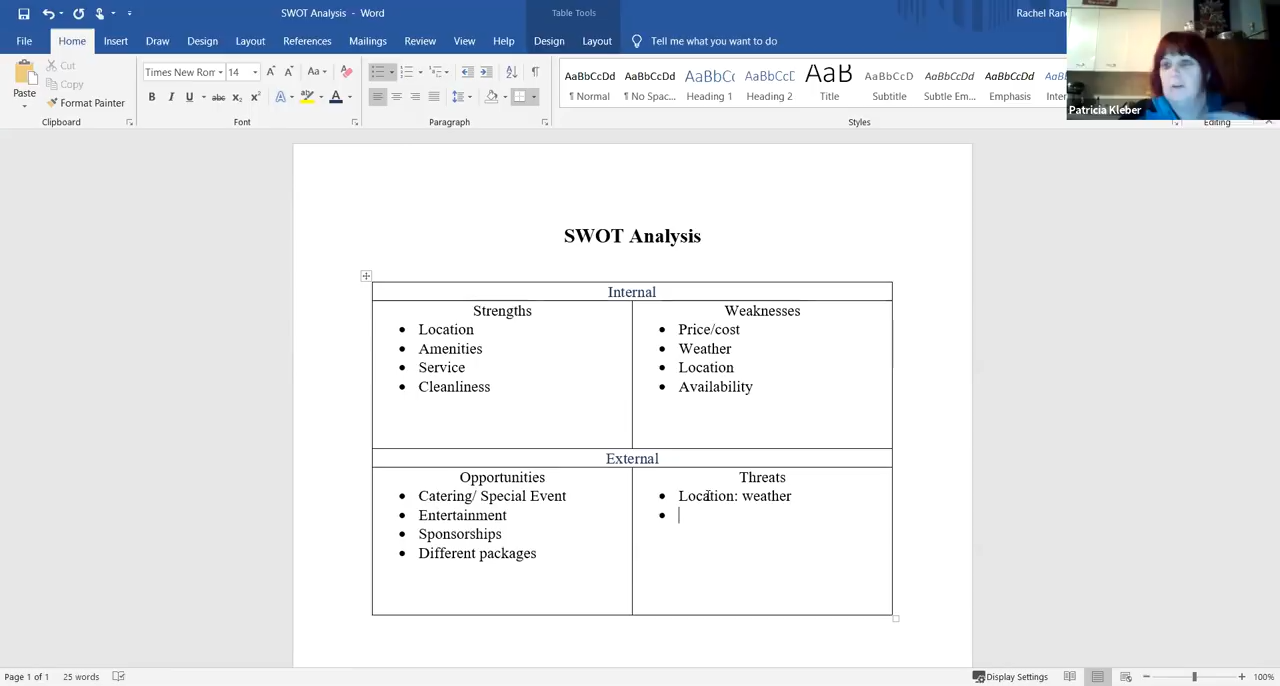 SWOT Analysis - Word
Table Tools
Rachel Ran
File Home Insert Draw Design Layout References Mailings Review View Help Design Layout Tell me what you want to do
Paste
Cut
Copy
Format Painter
Clipboard
Times New Rom 14
Font
Paragraph
AaBbCcDd AaBbCcDd AaBbCc AaBbCcD AaB AaBbCcD AaBbCcDd AaBbCcDd
¶ Normal ¶ No Spac... Heading 1 Heading 2 Title Subtitle Subtle Em... Emphasis
Styles
Editing
Patricia Kleber
SWOT Analysis
Internal
Strengths
• Location
• Amenities
• Service
• Cleanliness
Weaknesses
• Price/cost
• Weather
• Location
• Availability
External
Opportunities
• Catering/ Special Event
• Entertainment
• Sponsorships
• Different packages
Threats
• Location: weather
•
Page 1 of 1 25 words
Display Settings
100%